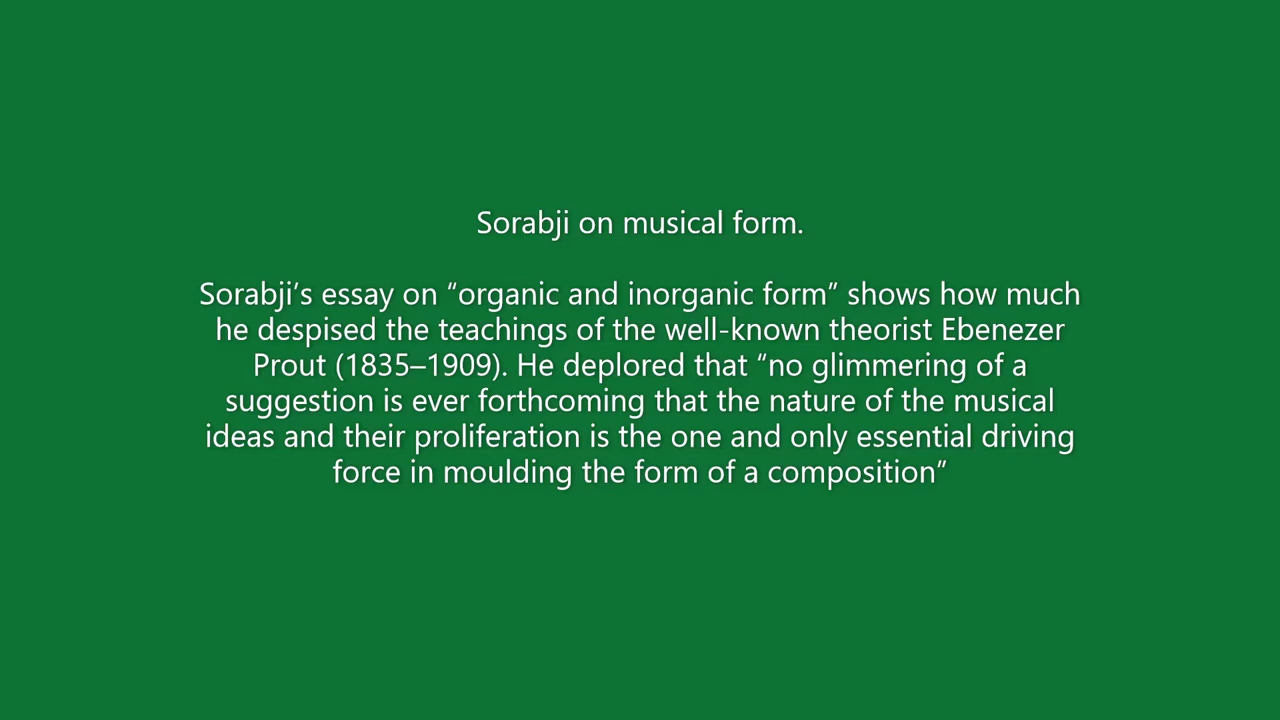 Sorabji on musical form.
Sorabji’s essay on “organic and inorganic form” shows how much
he despised the teachings of the well-known theorist Ebenezer
Prout (1835–1909). He deplored that “no glimmering of a
suggestion is ever forthcoming that the nature of the musical
ideas and their proliferation is the one and only essential driving
force in moulding the form of a composition”